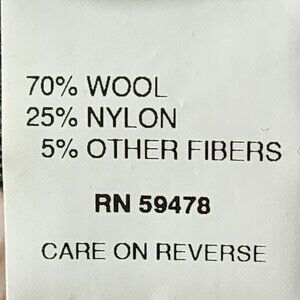 70% WOOL
25% NYLON
5% OTHER FIBERS
RN 59478
CARE ON REVERSE